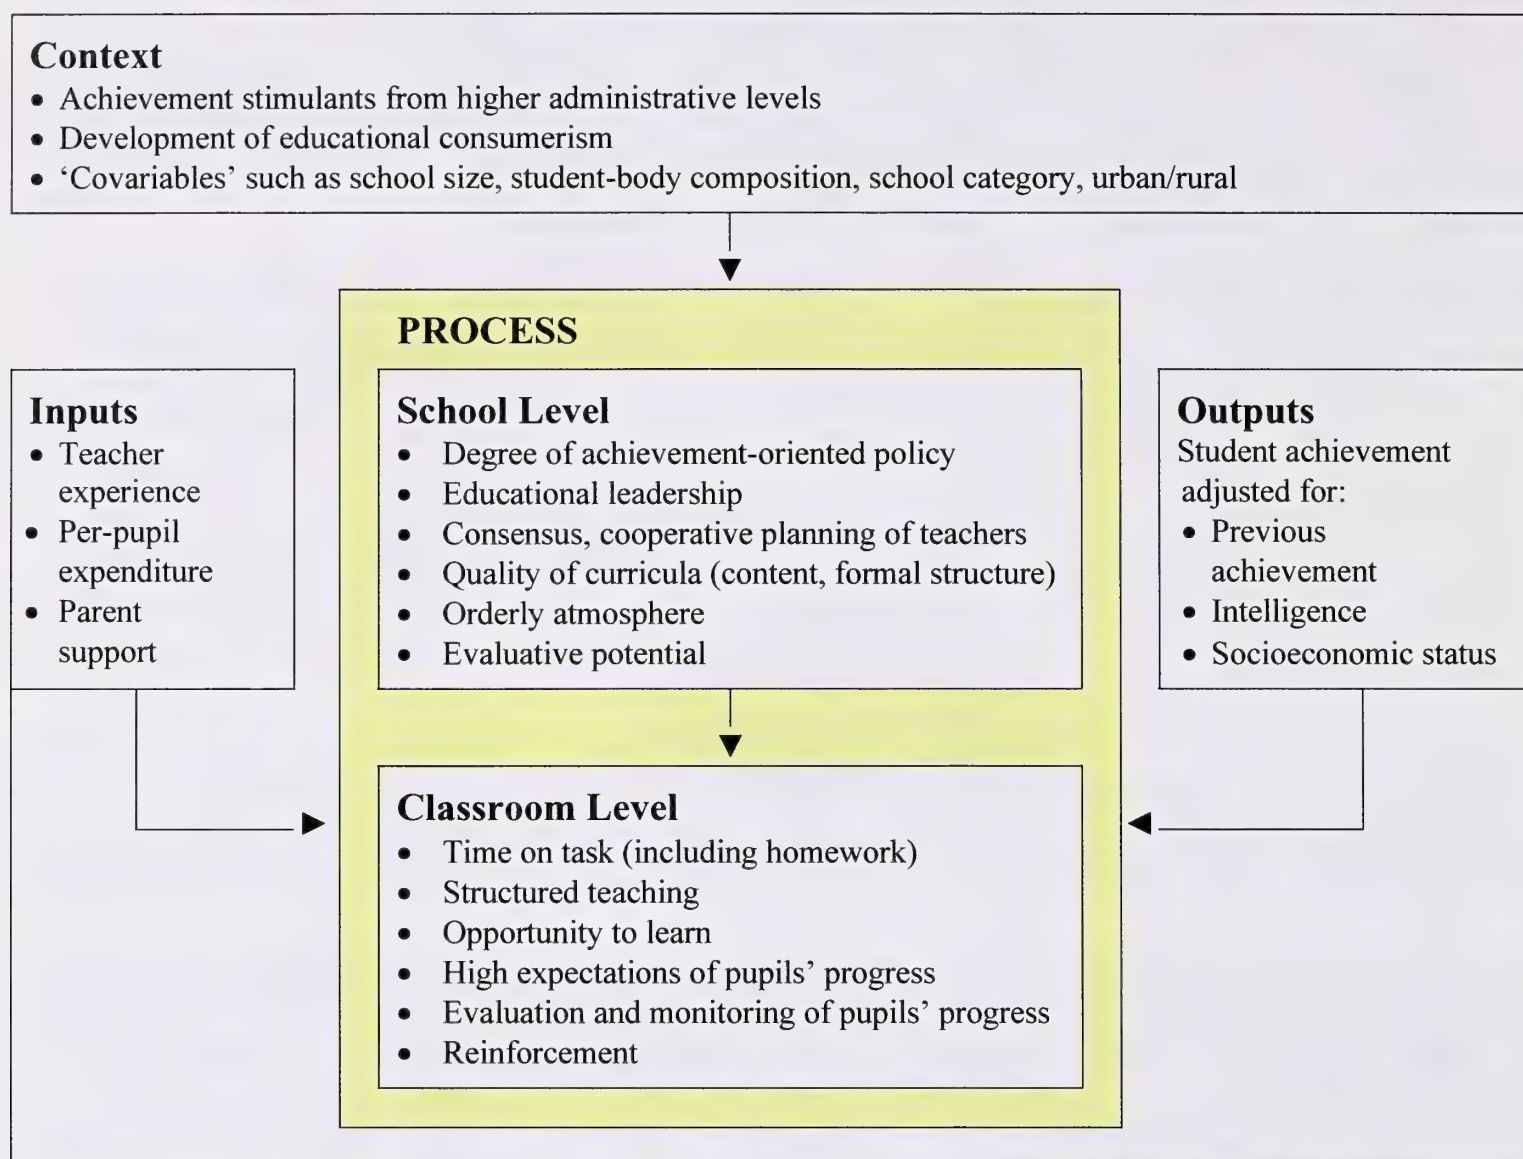 Context
• Achievement stimulants from higher administrative levels
• Development of educational consumerism
• ‘Covariables’ such as school size, student-body composition, school category, urban/rural
PROCESS
Inputs
• Teacher
experience
• Per-pupil
expenditure
• Parent
support
School Level
• Degree of achievement-oriented policy
• Educational leadership
• Consensus, cooperative planning of teachers
• Quality of curricula (content, formal structure)
• Orderly atmosphere
• Evaluative potential
Outputs
Student achievement
adjusted for:
• Previous
achievement
• Intelligence
• Socioeconomic status
Classroom Level
• Time on task (including homework)
• Structured teaching
• Opportunity to learn
• High expectations of pupils’ progress
• Evaluation and monitoring of pupils’ progress
• Reinforcement